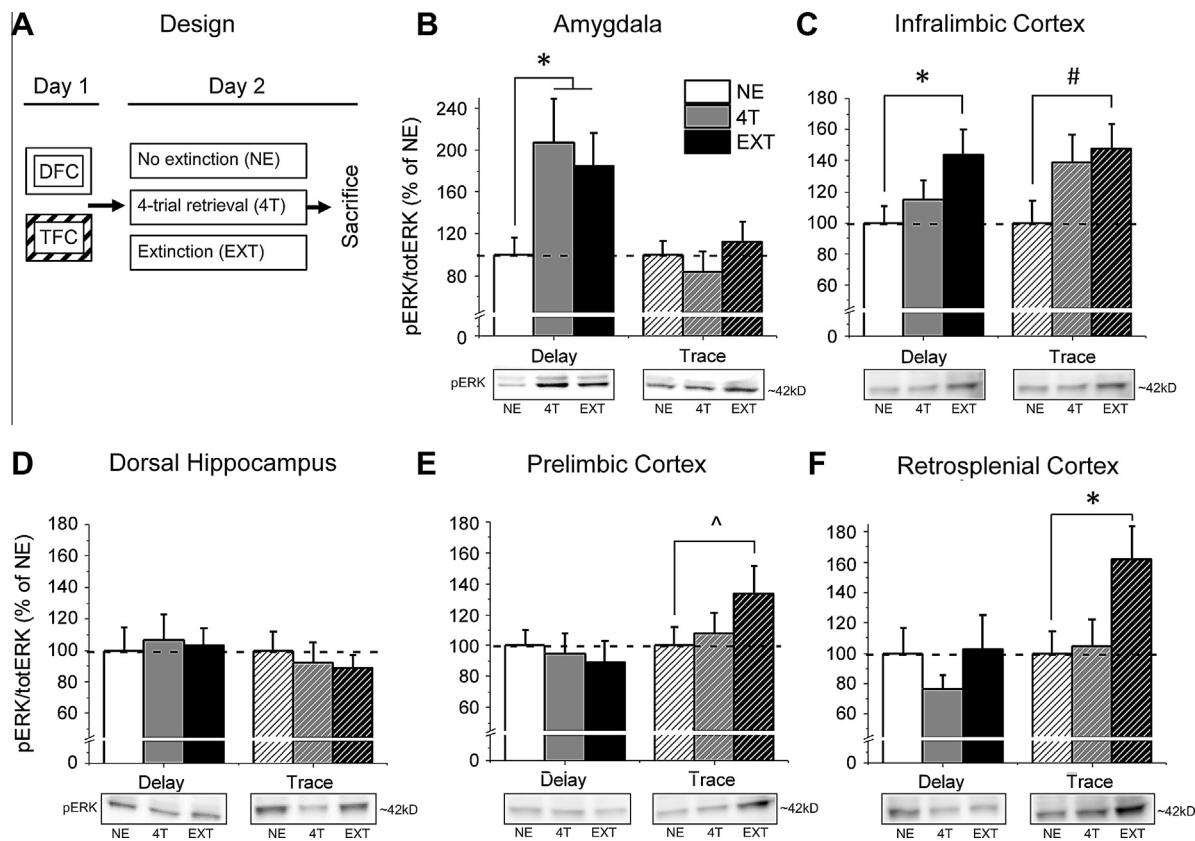 A
Design
Day 1
Day 2
DFC
TFC
No extinction (NE)
4-trial retrieval (4T)
Extinction (EXT)
Sacrifice
B
Amygdala
pERK/totERK (% of NE)
240
200
160
120
80
0
*
NE
4T
EXT
Delay
Trace
pERK
~42kD
NE 4T EXT
NE 4T EXT
C
Infralimbic Cortex
180
160
140
120
100
80
60
0
*
#
Delay
Trace
~42kD
NE 4T EXT
NE 4T EXT
D
Dorsal Hippocampus
pERK/totERK (% of NE)
180
160
140
120
100
80
60
0
Delay
Trace
pERK
~42kD
NE 4T EXT
NE 4T EXT
E
Prelimbic Cortex
180
160
140
120
100
80
60
0
^
Delay
Trace
~42kD
NE 4T EXT
NE 4T EXT
F
Retrosplenial Cortex
180
160
140
120
100
80
60
0
*
Delay
Trace
~42kD
NE 4T EXT
NE 4T EXT